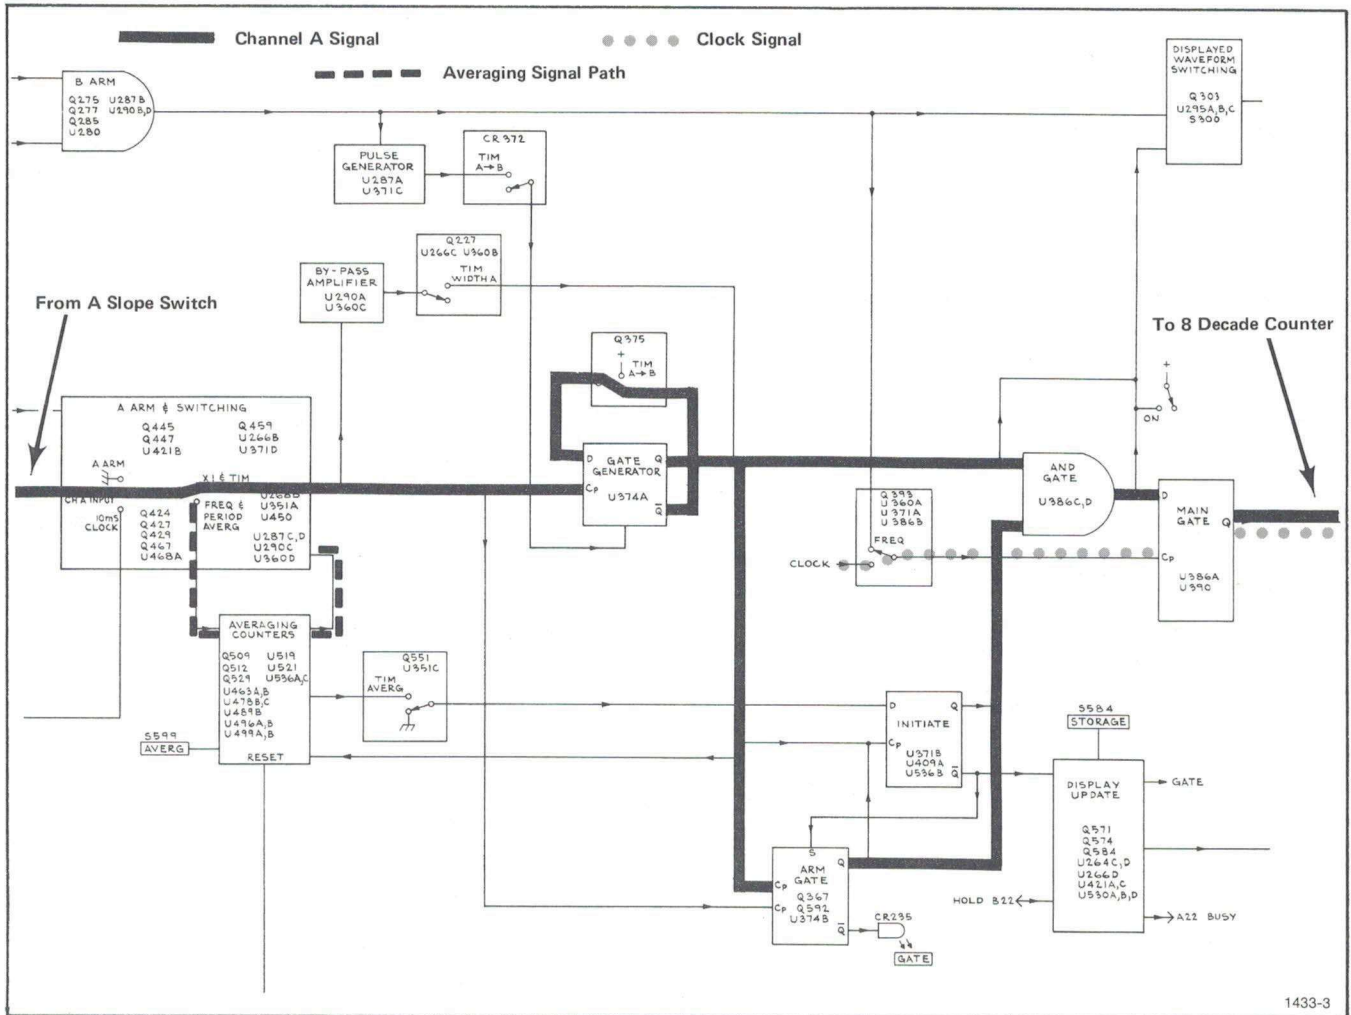 Channel A Signal
Clock Signal
Averaging Signal Path
B ARM
Q275 U287B
Q277 U290B,D
Q285
U280
PULSE
GENERATOR
U287A
U371C
CR372
TIM
A→B
DISPLAYED
WAVEFORM
SWITCHING
Q303
U295A,B,C
S300
BY-PASS
AMPLIFIER
U290A
U360C
Q227
U266C U360B
TIM
WIDTH A
From A Slope Switch
To 8 Decade Counter
Q375
+
TIM
A→B
+
ON
A ARM & SWITCHING
Q445 Q459
Q447 U266B
U421B U371D
A ARM
X1 & TIM
CH A INPUT
10mS
CLOCK
FREQ &
PERIOD
AVERG
U268B
U351A
U450
Q424
Q427
Q429
Q467
U468A
U287C,D
U290C
U360D
D GATE Q
GENERATOR
Cp
U374A
Q
AND
GATE
U386C,D
Q393
U360A
U371A
U386B
FREQ
CLOCK
D
MAIN
GATE
Q
Cp
U386A
U390
AVERAGING
COUNTERS
Q509 U519
Q512 U521
Q529 U536A,C
U463A,B
U478B,C
U489B
U496A,B
U499A,B
RESET
S599
AVERG
Q551
U351C
TIM
AVERG
D Q
INITIATE
Cp
U371B
U409A
U536B Q
S584
STORAGE
DISPLAY
UPDATE
Q571
Q574
Q584
U264C,D
U266D
U421A,C
U530A,B,D
GATE
HOLD B22
A22 BUSY
S
ARM
GATE
Q
Cp
Cp
Q367
Q592
U374B
Q
CR235
GATE
1433-3